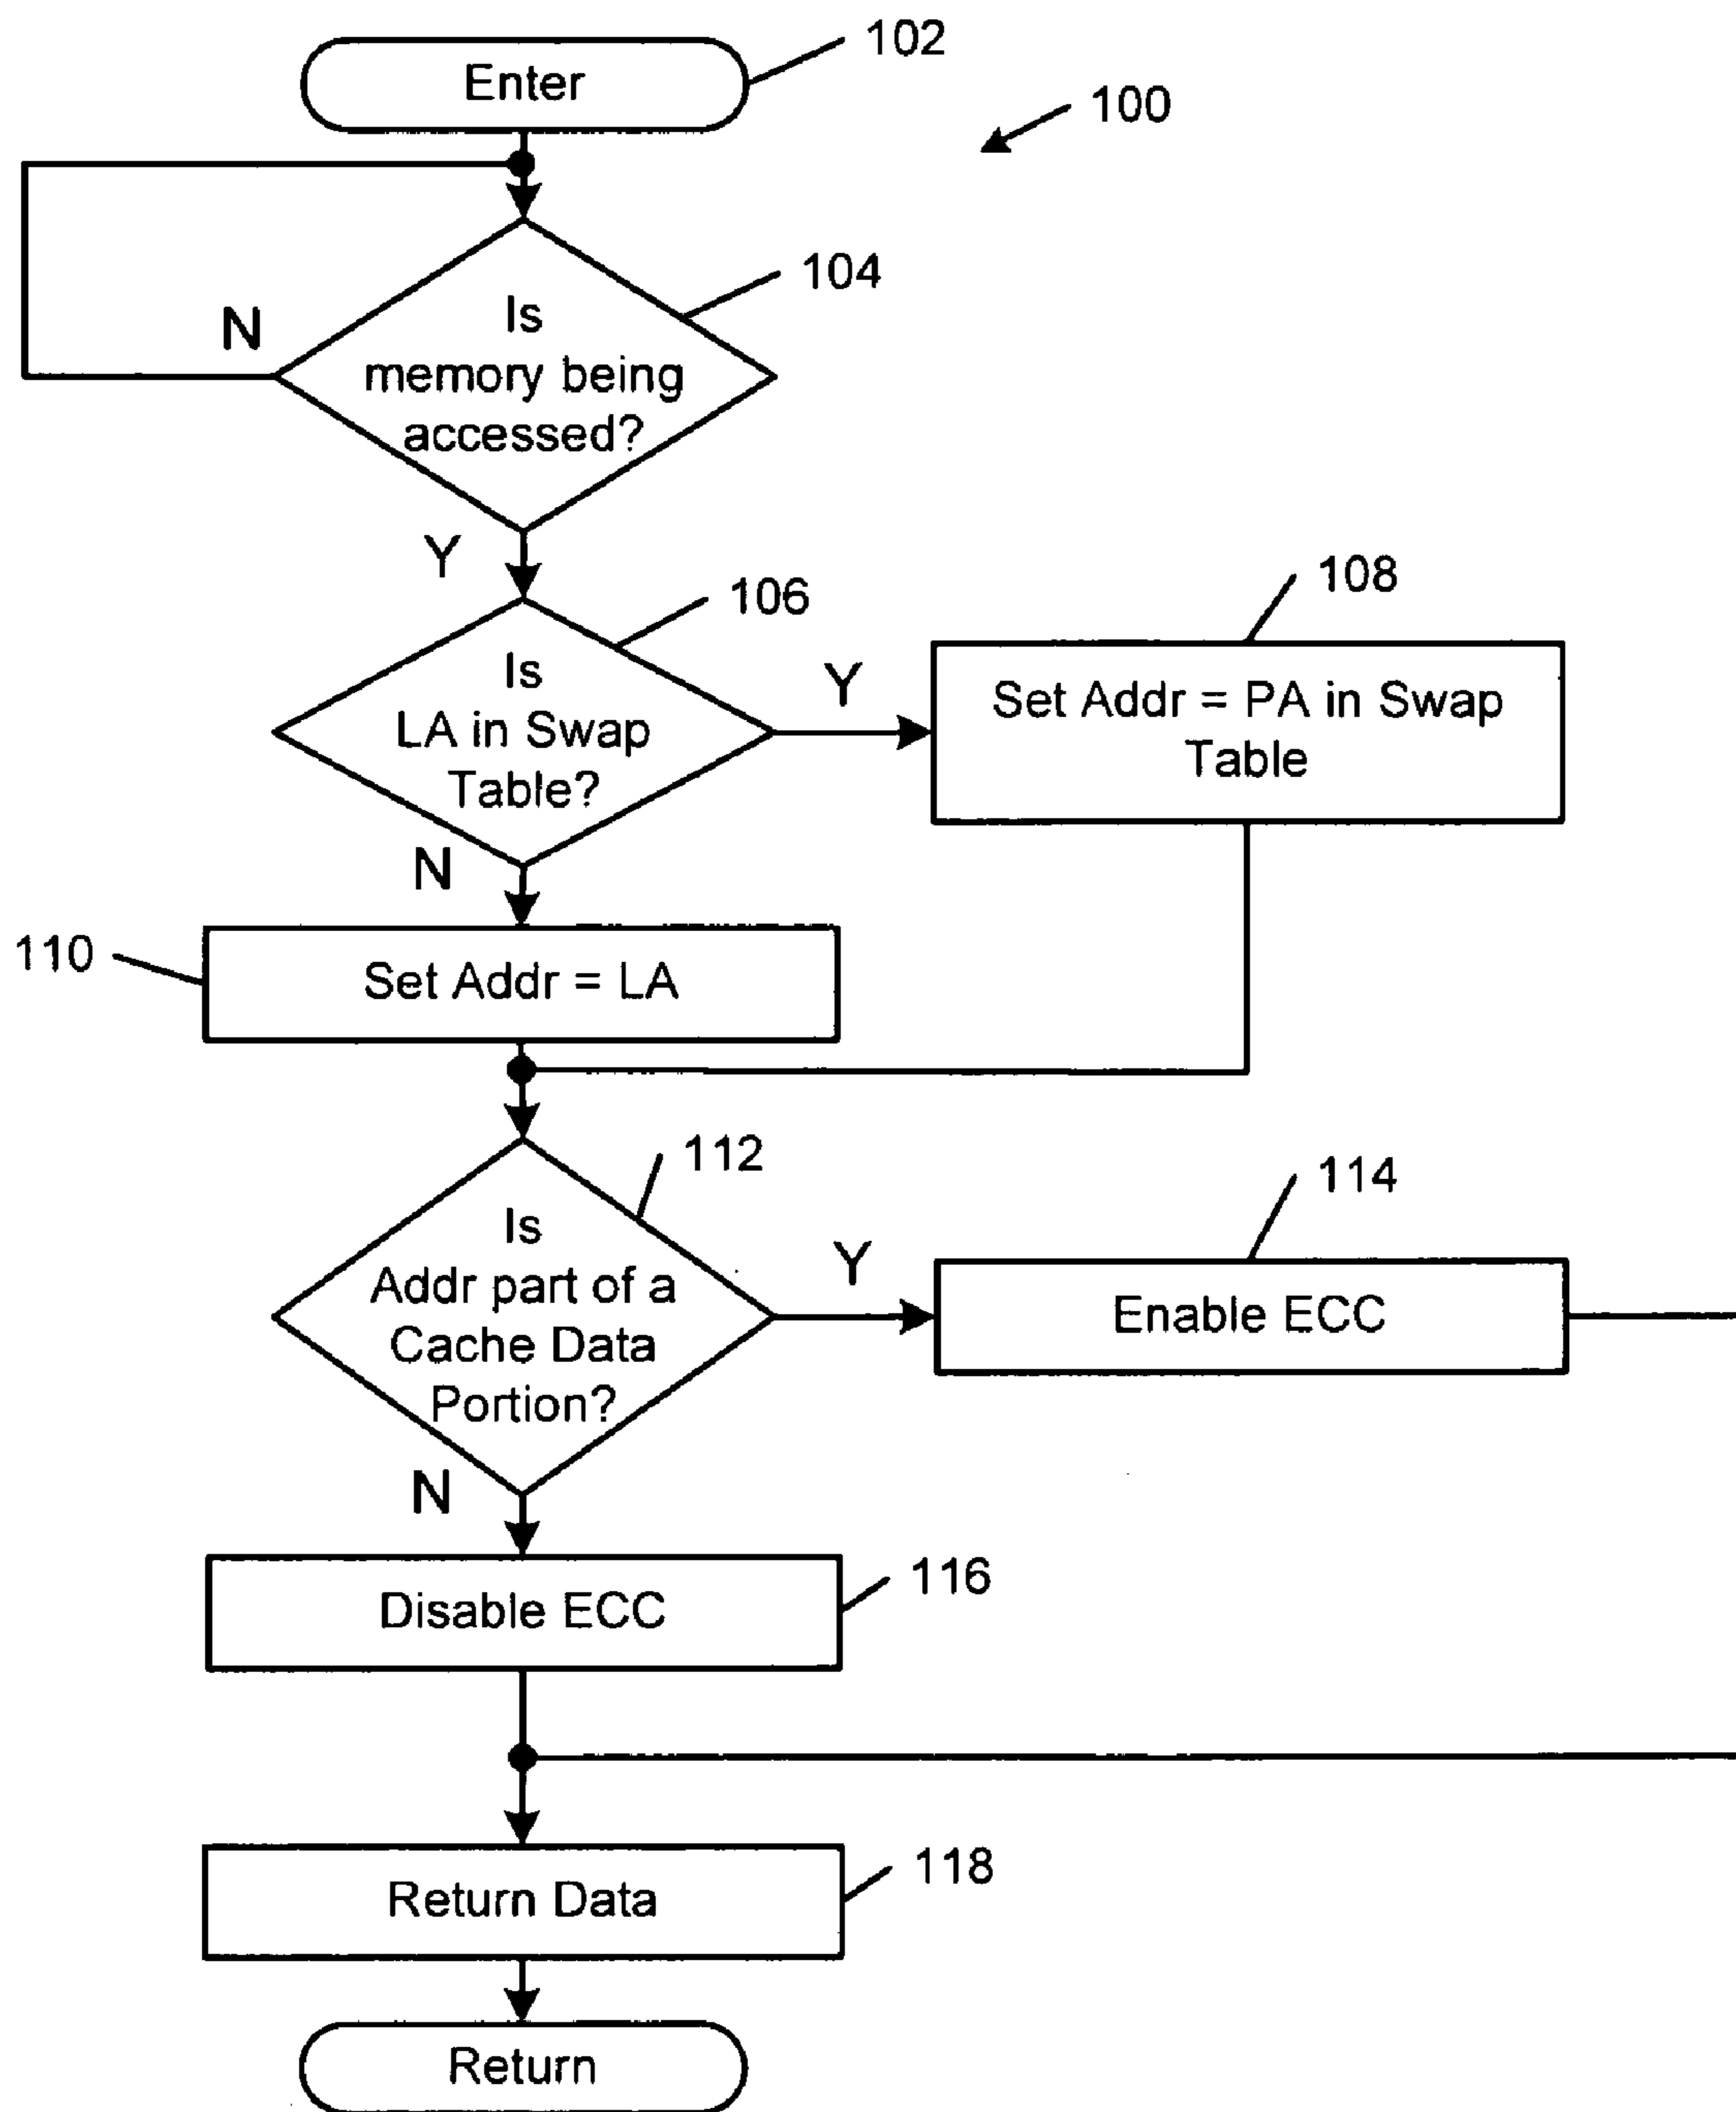 Enter
102
100
Is
memory being
accessed?
104
N
Y
Is
LA in Swap
Table?
106
Y
Set Addr = PA in Swap
Table
108
N
Set Addr = LA
110
Is
Addr part of a
Cache Data
Portion?
112
Y
Enable ECC
114
N
Disable ECC
116
Return Data
118
Return